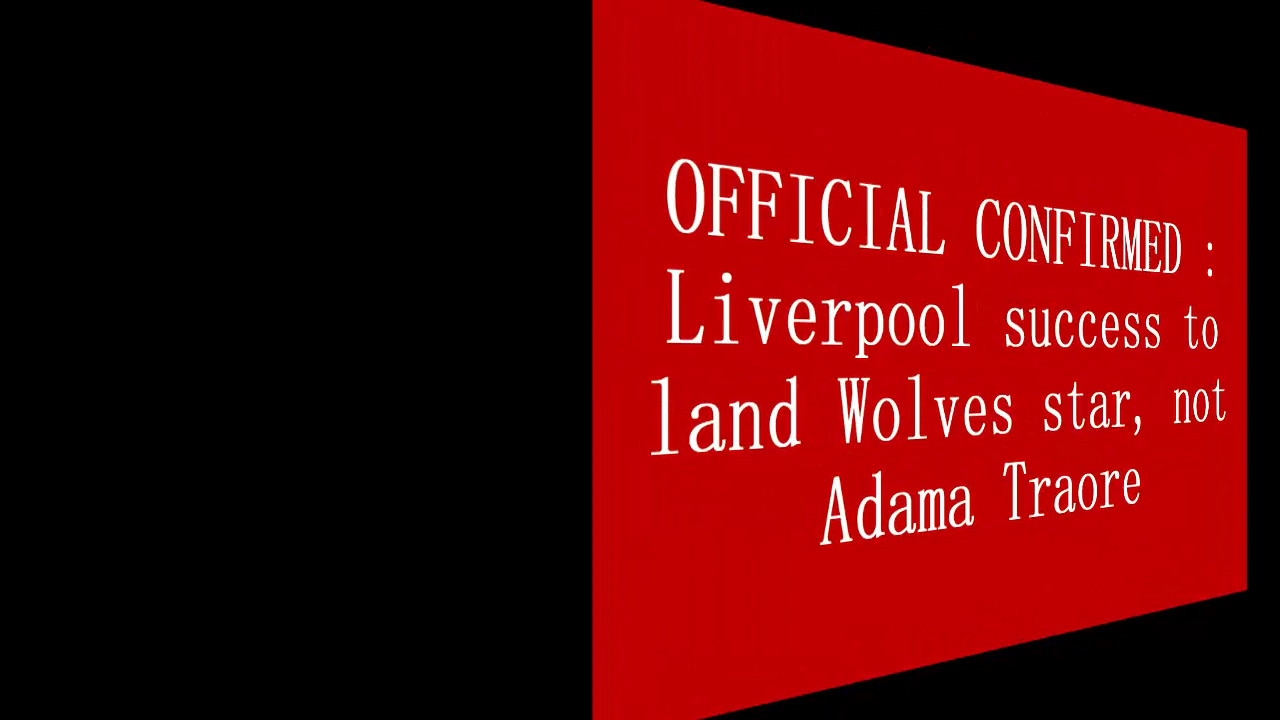 OFFICIAL CONFIRMED :
Liverpool success to
land Wolves star, not
Adama Traore